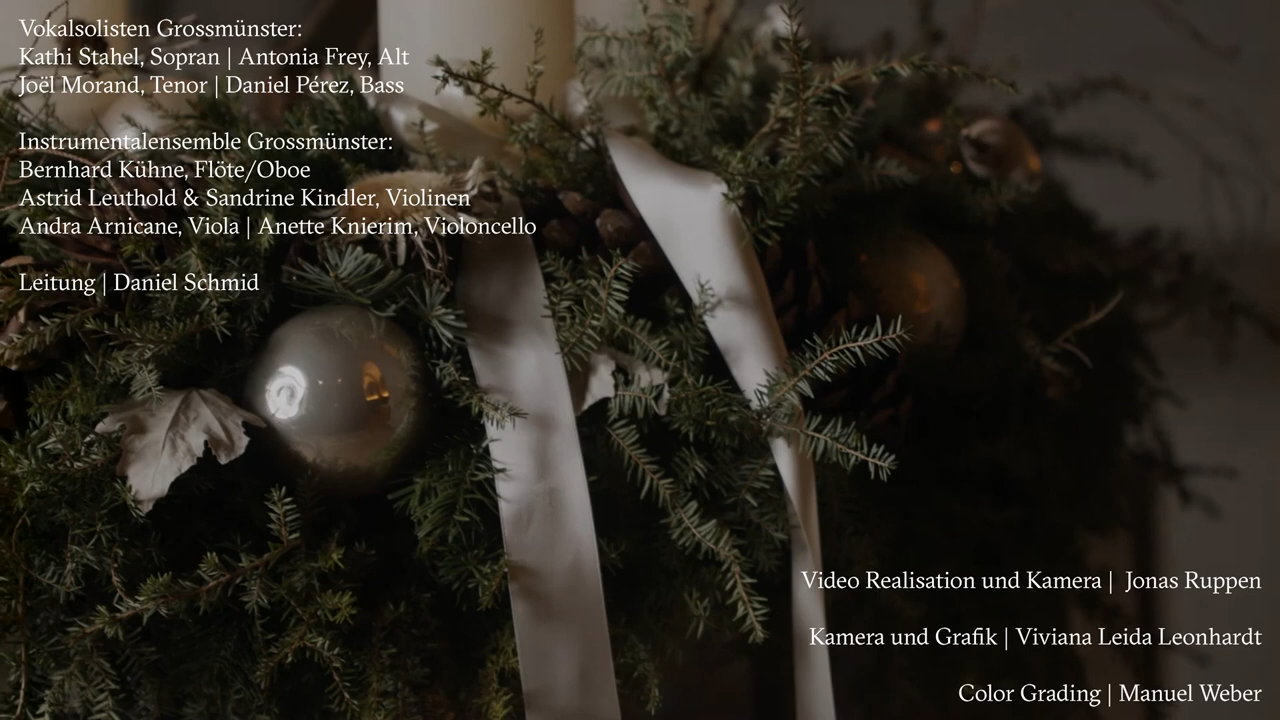 Vokalsolisten Grossmünster:
Kathi Stahel, Sopran | Antonia Frey, Alt
Joël Morand, Tenor | Daniel Pérez, Bass
Instrumentalensemble Grossmünster:
Bernhard Kühne, Flöte/Oboe
Astrid Leuthold & Sandrine Kindler, Violinen
Andra Arnicane, Viola | Anette Knierim, Violoncello
Leitung | Daniel Schmid
Video Realisation und Kamera | Jonas Ruppen
Kamera und Grafik | Viviana Leida Leonhardt
Color Grading | Manuel Weber